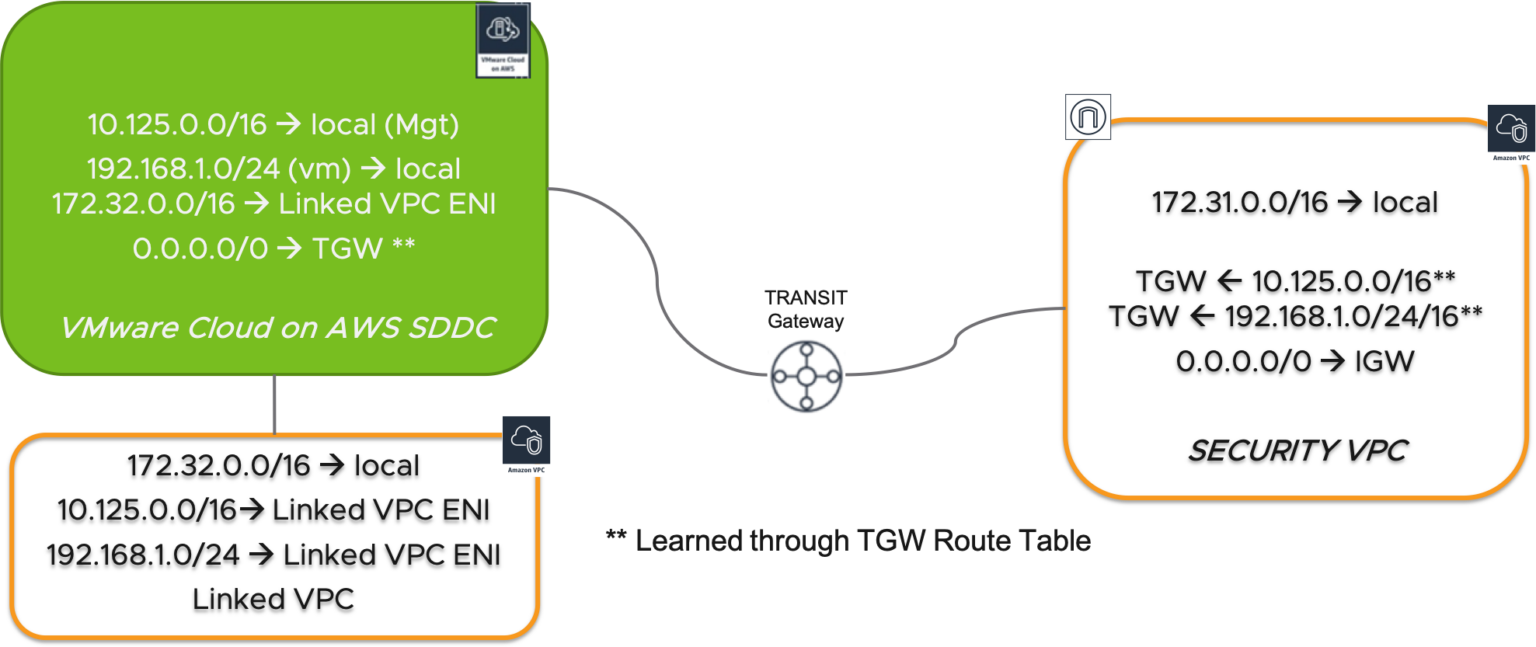 VMware Cloud
on AWS
10.125.0.0/16 → local (Mgt)
192.168.1.0/24 (vm) → local
172.32.0.0/16 → Linked VPC ENI
0.0.0.0/0 → TGW **
VMware Cloud on AWS SDDC
172.32.0.0/16 → local
10.125.0.0/16→ Linked VPC ENI
192.168.1.0/24 → Linked VPC ENI
Linked VPC
Amazon VPC
TRANSIT
Gateway
** Learned through TGW Route Table
Amazon VPC
172.31.0.0/16 → local
TGW ← 10.125.0.0/16**
TGW ← 192.168.1.0/24/16**
0.0.0.0/0 → IGW
SECURITY VPC